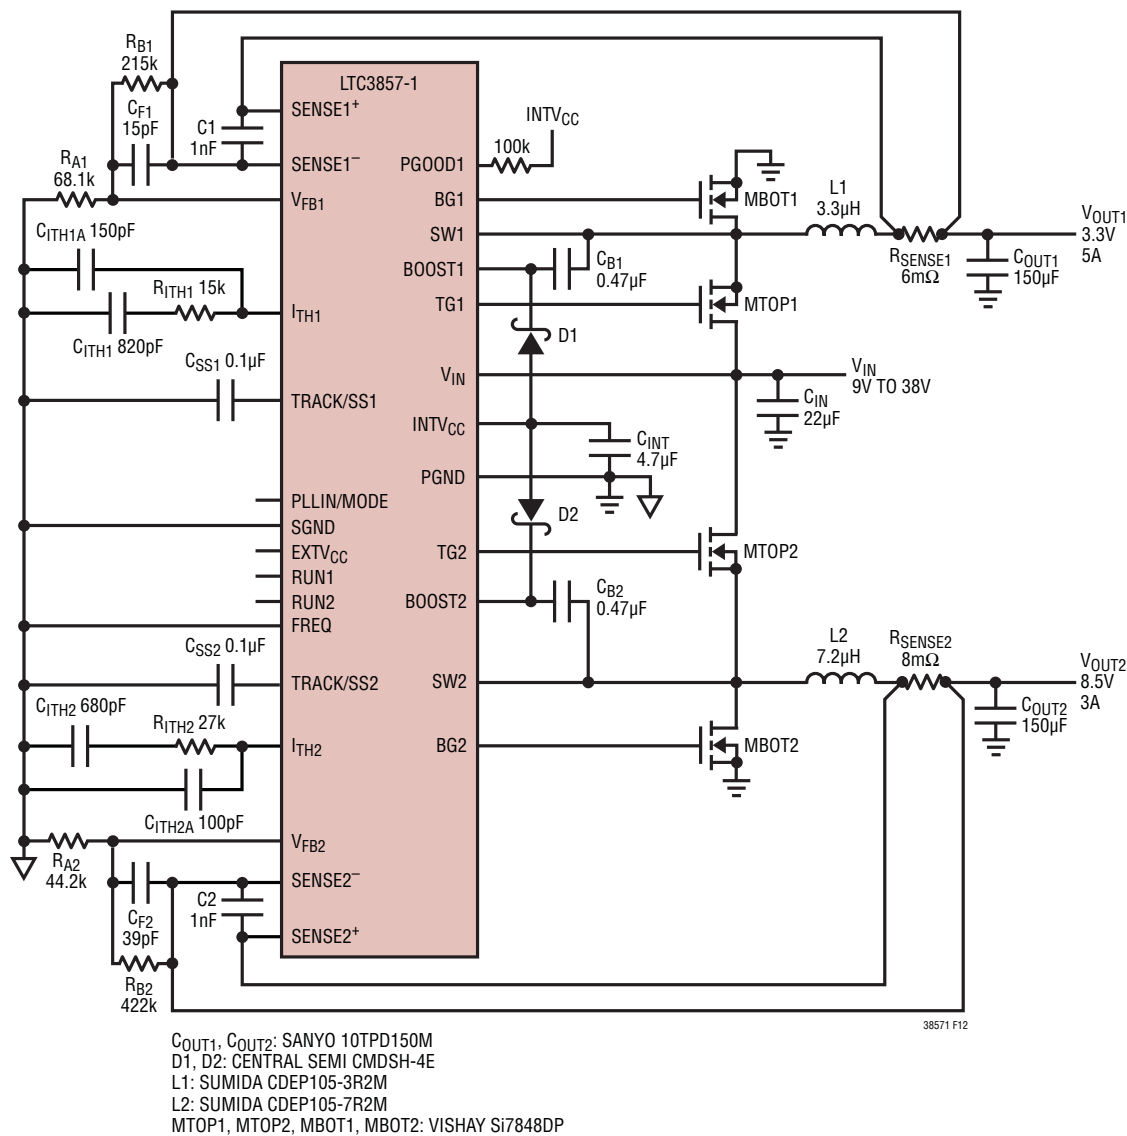 RB1
215k
CF1
15pF
RA1
68.1k
C1
1nF
CITH1A 150pF
RITH1 15k
CITH1 820pF
CSS1 0.1µF
CSS2 0.1µF
CITH2 680pF
RITH2 27k
CITH2A 100pF
RA2
44.2k
CF2
39pF
RB2
422k
C2
1nF
LTC3857-1
SENSE1+
SENSE1–
VFB1
ITH1
TRACK/SS1
PLLIN/MODE
SGND
EXTVCC
RUN1
RUN2
FREQ
TRACK/SS2
ITH2
VFB2
SENSE2–
SENSE2+
PGOOD1
BG1
SW1
BOOST1
TG1
VIN
INTVCC
PGND
TG2
BOOST2
SW2
BG2
INTVCC
100k
MBOT1
L1
3.3µH
RSENSE1
6mΩ
VOUT1
3.3V
5A
COUT1
150µF
CB1
0.47µF
MTOP1
D1
VIN
9V TO 38V
CIN
22µF
CINT
4.7µF
D2
MTOP2
CB2
0.47µF
L2
7.2µH
RSENSE2
8mΩ
VOUT2
8.5V
3A
COUT2
150µF
MBOT2
38571 F12
COUT1, COUT2: SANYO 10TPD150M
D1, D2: CENTRAL SEMI CMDSH-4E
L1: SUMIDA CDEP105-3R2M
L2: SUMIDA CDEP105-7R2M
MTOP1, MTOP2, MBOT1, MBOT2: VISHAY Si7848DP